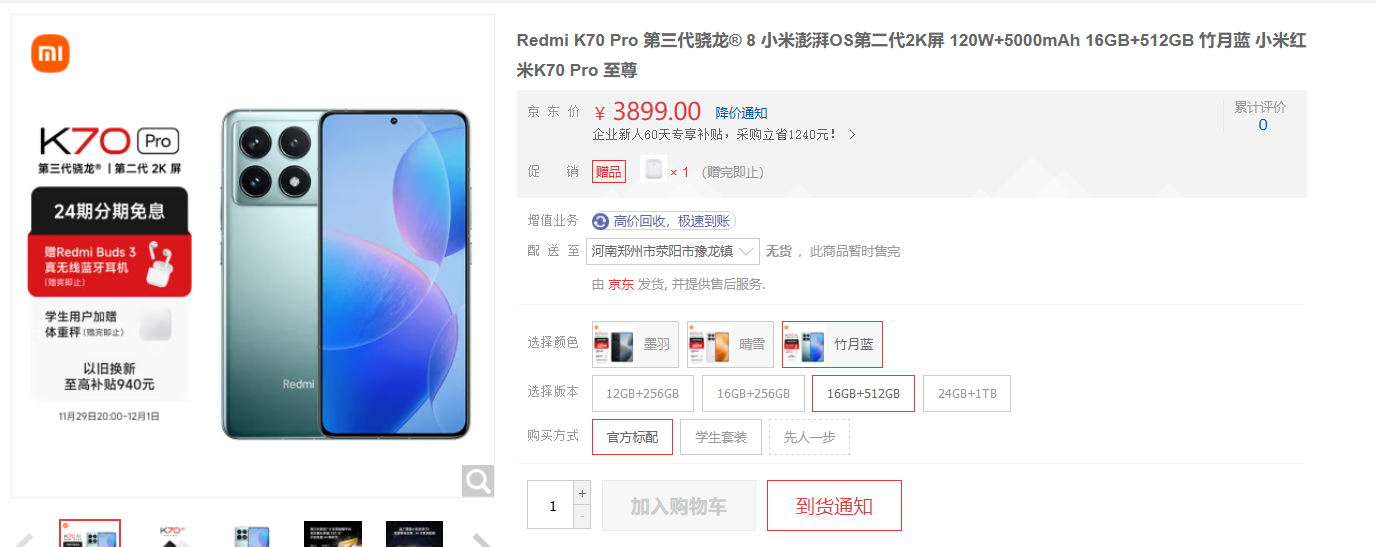 Redmi K70 Pro 第三代骁龙® 8 小米澎湃OS第二代2K屏 120W+5000mAh 16GB+512GB 竹月蓝 小米红
米K70 Pro 至尊
京东价 ￥ 3899.00 降价通知
累计评价
0
企业新人60天专享补贴，采购立省1240元！ >
促销 赠品 × 1 (赠完即止)
增值业务 高价回收，极速到账
配送至 河南郑州市荥阳市豫龙镇 无货 ，此商品暂时售完
由 京东 发货, 并提供售后服务.
选择颜色 墨羽 晴雪 竹月蓝
选择版本 12GB+256GB 16GB+256GB 16GB+512GB 24GB+1TB
购买方式 官方标配 学生套装 先人一步
1 + - 加入购物车 到货通知
K70 Pro
第三代骁龙® | 第二代 2K 屏
24期分期免息
赠Redmi Buds 3
真无线蓝牙耳机
(赠完即止)
学生用户加赠
体重秤 (赠完即止)
以旧换新
至高补贴940元
11月29日20:00-12月1日
Redmi
K70